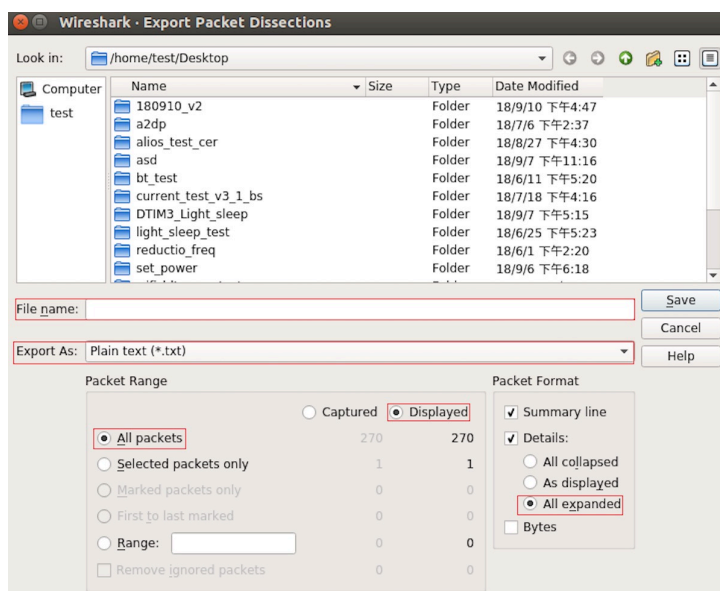 Wireshark · Export Packet Dissections
Look in: /home/test/Desktop
Computer
test
Name Size Type Date Modified
180910_v2 Folder 18/9/10 下午4:47
a2dp Folder 18/7/6 下午2:37
alios_test_cer Folder 18/8/27 下午4:30
asd Folder 18/9/7 下午11:16
bt_test Folder 18/6/11 下午5:20
current_test_v3_1_bs Folder 18/7/18 下午4:16
DTIM3_Light_sleep Folder 18/9/7 下午5:15
light_sleep_test Folder 18/6/25 下午5:23
reductio_freq Folder 18/6/1 下午2:20
set_power Folder 18/9/6 下午6:18
File name:
Save
Cancel
Export As: Plain text (*.txt)
Help
Packet Range
Captured Displayed
All packets 270 270
Selected packets only 1 1
Marked packets only 0 0
First to last marked 0 0
Range: 0 0
Remove ignored packets 0 0
Packet Format
Summary line
Details:
All collapsed
As displayed
All expanded
Bytes